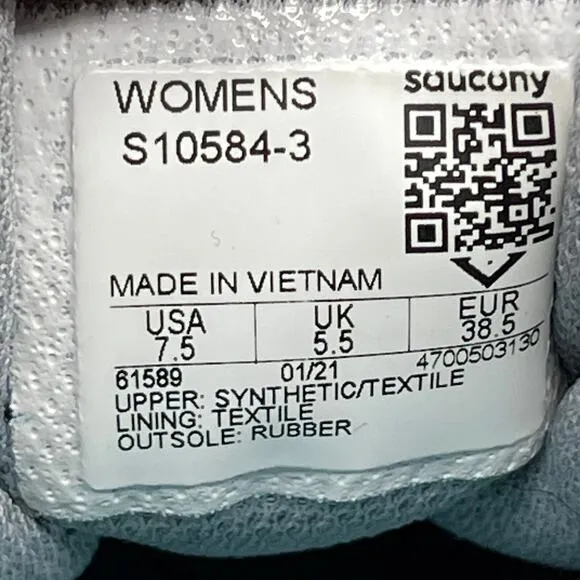 WOMENS
saucony
S10584-3
MADE IN VIETNAM
USA UK EUR
7.5 5.5 38.5
61589 01/21 4700503130
UPPER: SYNTHETIC/TEXTILE
LINING: TEXTILE
OUTSOLE: RUBBER